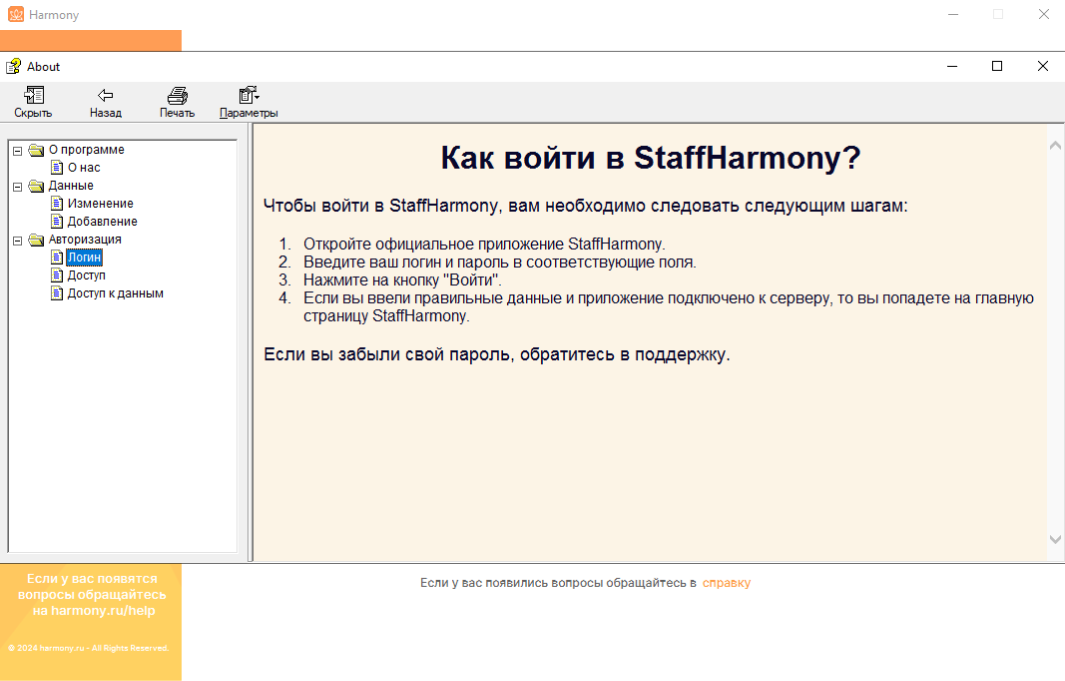 Harmony
About
Скрыть
Назад
Печать
Параметры
О программе
О нас
Данные
Изменение
Добавление
Авторизация
Логин
Доступ
Доступ к данным
Как войти в StaffHarmony?
Чтобы войти в StaffHarmony, вам необходимо следовать следующим шагам:
1. Откройте официальное приложение StaffHarmony.
2. Введите ваш логин и пароль в соответствующие поля.
3. Нажмите на кнопку "Войти".
4. Если вы ввели правильные данные и приложение подключено к серверу, то вы попадете на главную
страницу StaffHarmony.
Если вы забыли свой пароль, обратитесь в поддержку.
Если у вас появятся
вопросы обращайтесь
на harmony.ru/help
© 2024 harmony.ru - All Rights Reserved.
Если у вас появились вопросы обращайтесь в справку